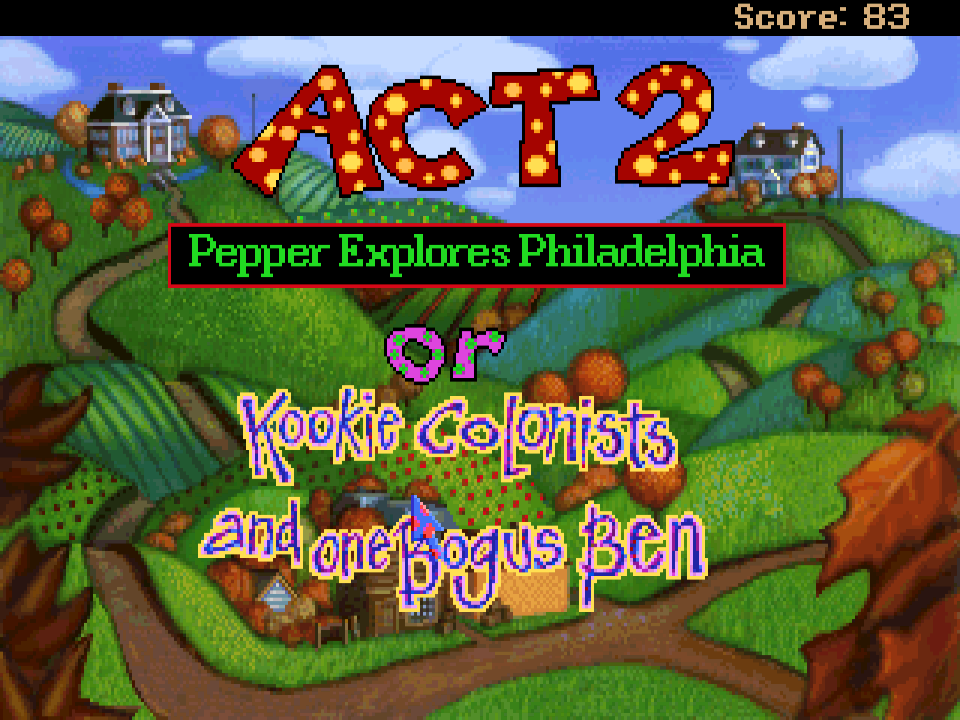 Score: 83
ACT 2
Pepper Explores Philadelphia
or
Kookie Colonists
and one Bogus Ben